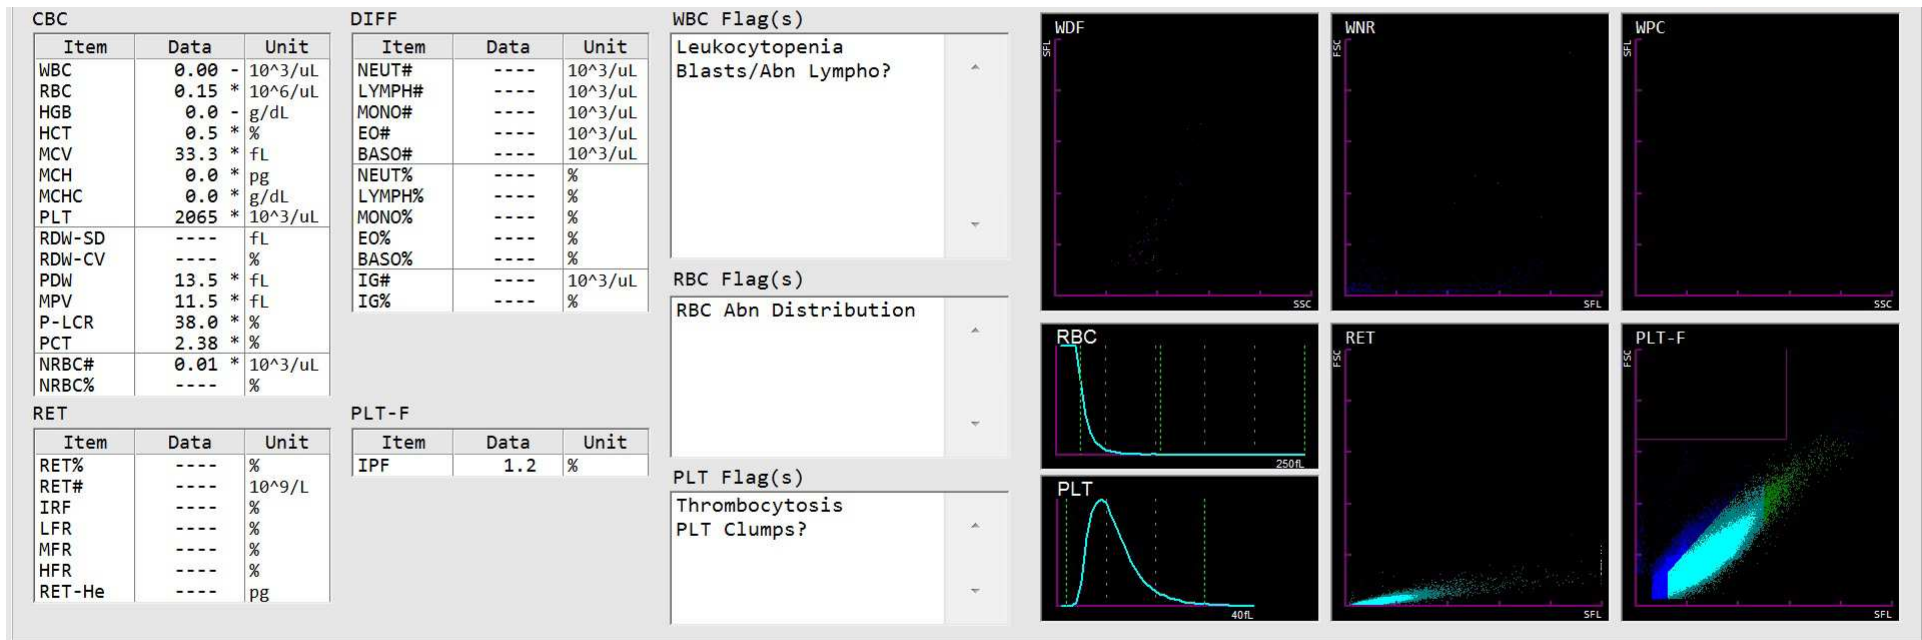 CBC
Item Data Unit
WBC 0.00 - 10^3/uL
RBC 0.15 * 10^6/uL
HGB 0.0 - g/dL
HCT 0.5 * %
MCV 33.3 * fL
MCH 0.0 * pg
MCHC 0.0 * g/dL
PLT 2065 * 10^3/uL
RDW-SD ---- fL
RDW-CV ---- %
PDW 13.5 * fL
MPV 11.5 * fL
P-LCR 38.0 * %
PCT 2.38 * %
NRBC# 0.01 * 10^3/uL
NRBC% ---- %
RET
Item Data Unit
RET% ---- %
RET# ---- 10^9/L
IRF ---- %
LFR ---- %
MFR ---- %
HFR ---- %
RET-He ---- pg
DIFF
Item Data Unit
NEUT# ---- 10^3/uL
LYMPH# ---- 10^3/uL
MONO# ---- 10^3/uL
EO# ---- 10^3/uL
BASO# ---- 10^3/uL
NEUT% ---- %
LYMPH% ---- %
MONO% ---- %
EO% ---- %
BASO% ---- %
IG# ---- 10^3/uL
IG% ---- %
PLT-F
Item Data Unit
IPF 1.2 %
WBC Flag(s)
Leukocytopenia
Blasts/Abn Lympho?
RBC Flag(s)
RBC Abn Distribution
PLT Flag(s)
Thrombocytosis
PLT Clumps?
WDF
SFL
SSC
WNR
FSC
SFL
WPC
SFL
SSC
RBC
250fL
PLT
40fL
RET
FSC
SFL
PLT-F
FSC
SFL